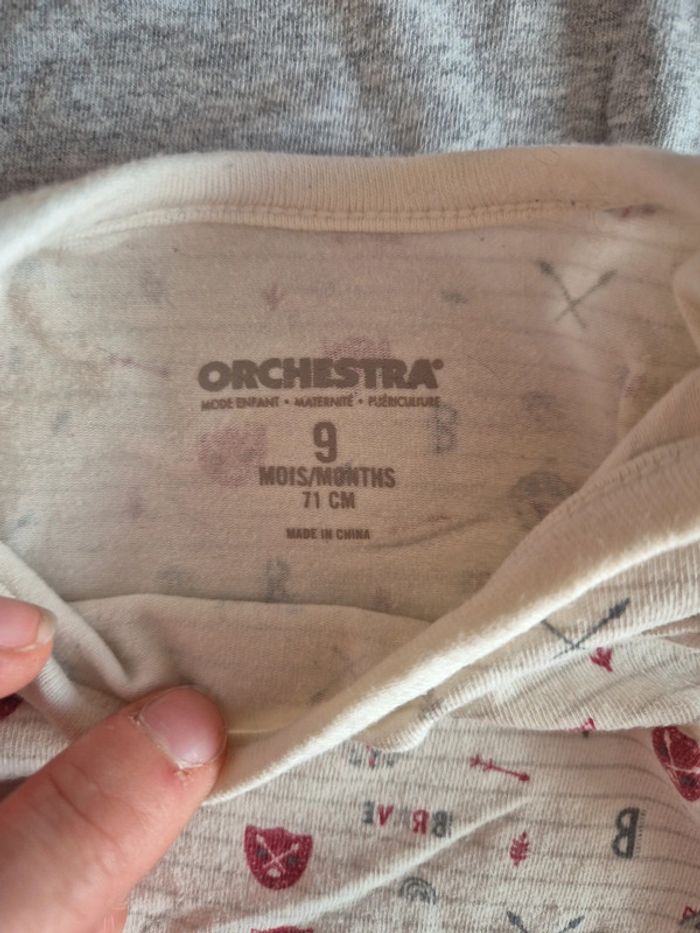 ORCHESTRA®
MODE ENFANT • MATERNITÉ • PUÉRICULTURE
B
9
MOIS/MONTHS
71 CM
MADE IN CHINA
BRAVE
B